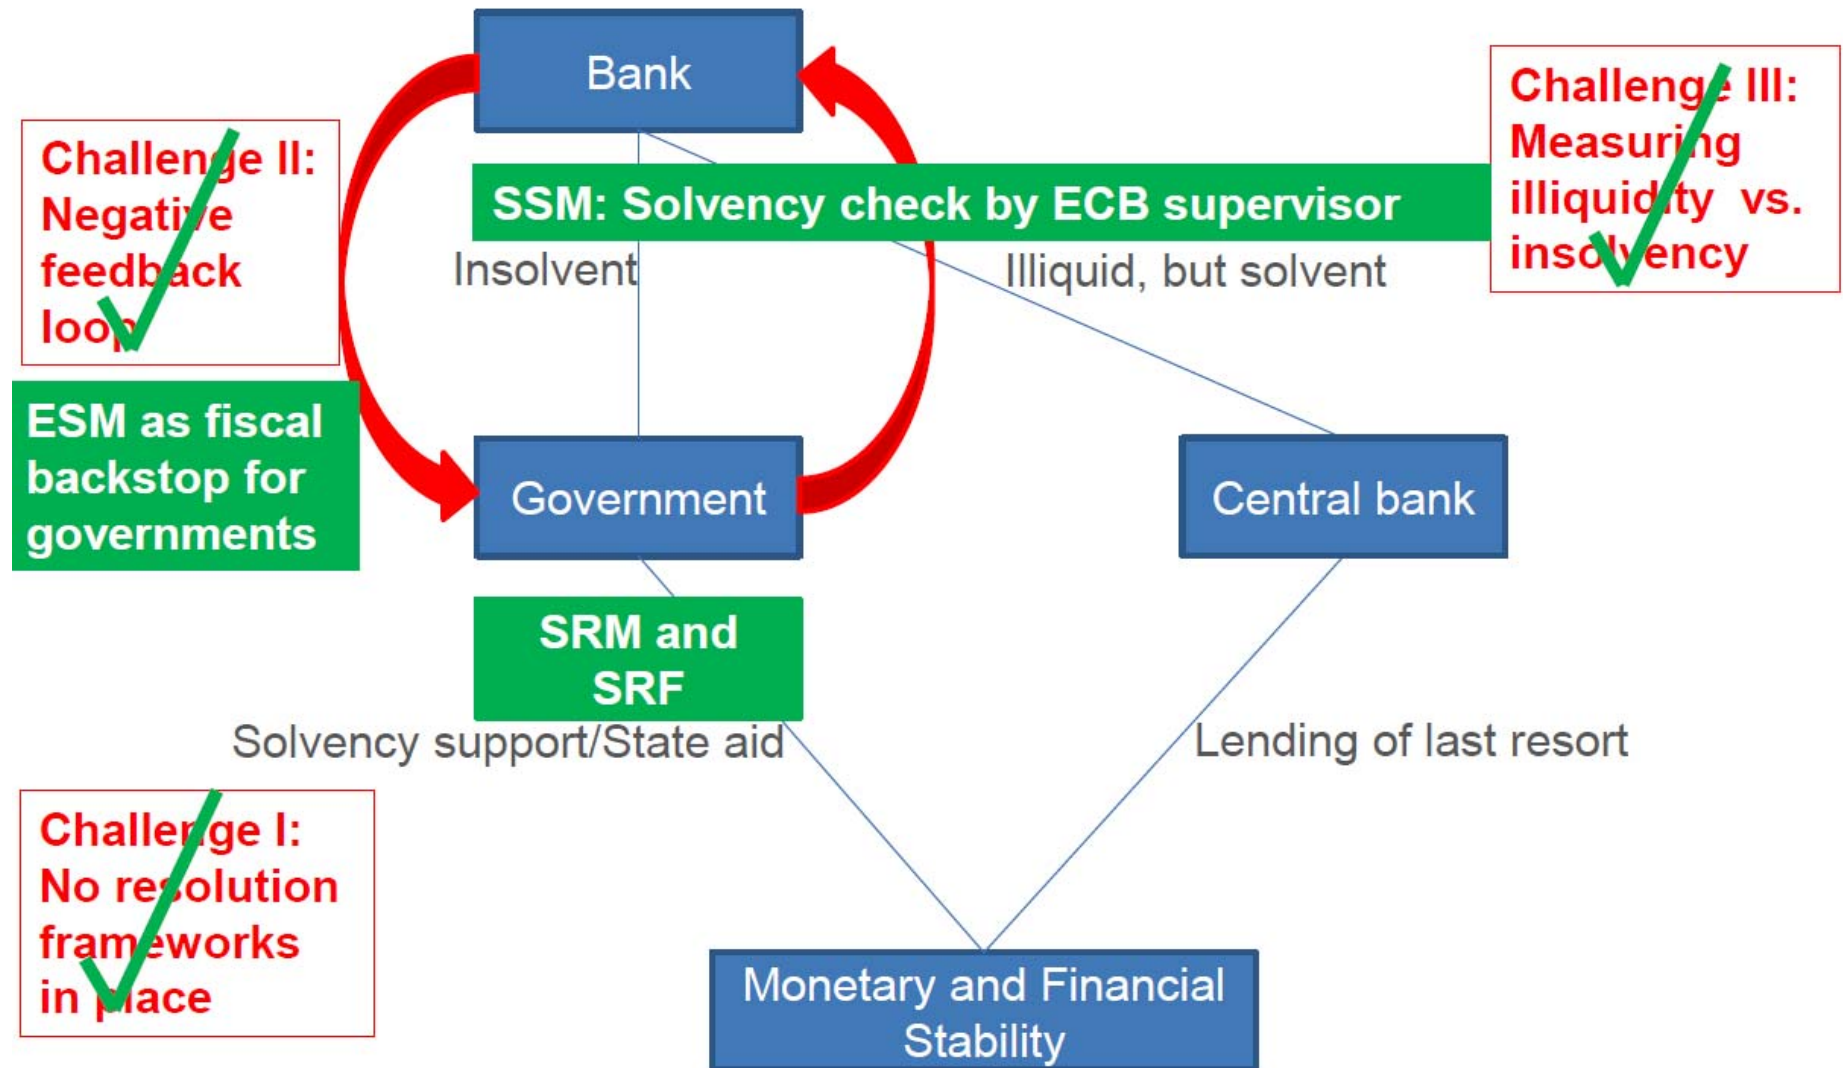 Bank
Challenge II:
Negative
feedback
loop
Challenge III:
Measuring
illiquidity vs.
insolvency
SSM: Solvency check by ECB supervisor
Insolvent
Illiquid, but solvent
ESM as fiscal
backstop for
governments
Government
Central bank
SRM and
SRF
Solvency support/State aid
Lending of last resort
Challenge I:
No resolution
frameworks
in place
Monetary and Financial
Stability